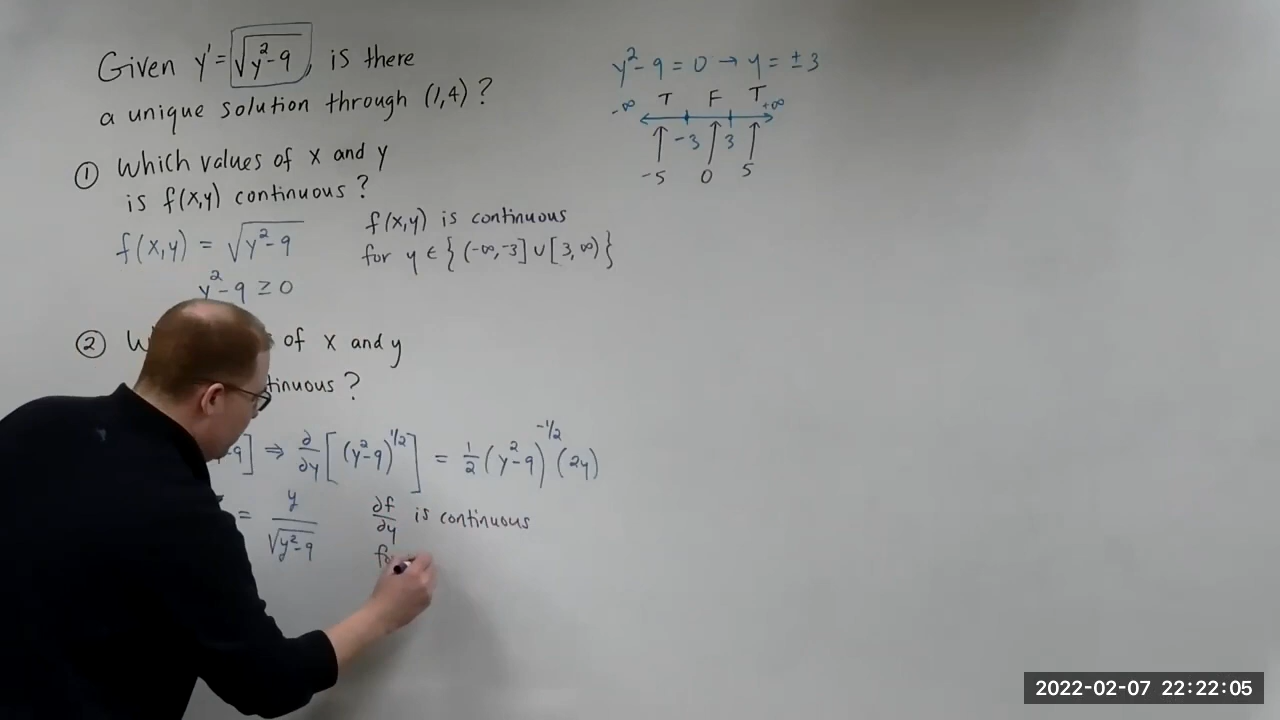 Given y' = √(y²-9), is there
a unique solution through (1,4)?
① Which values of x and y
is f(x,y) continuous?
f(x,y) = √(y²-9)
y²-9 ≥ 0
f(x,y) is continuous
for y ∈ {(-∞,-3] ∪ [3,∞)}
y²-9 = 0 → y = ±3
T F T
-∞ +∞
-3 3
-5 0 5
② of x and y
?
-9] ⇒ ∂/∂y [(y²-9)^1/2] = 1/2 (y²-9)^-1/2 (2y)
= y/√(y²-9)
∂f/∂y is continuous
2022-02-07 22:22:05